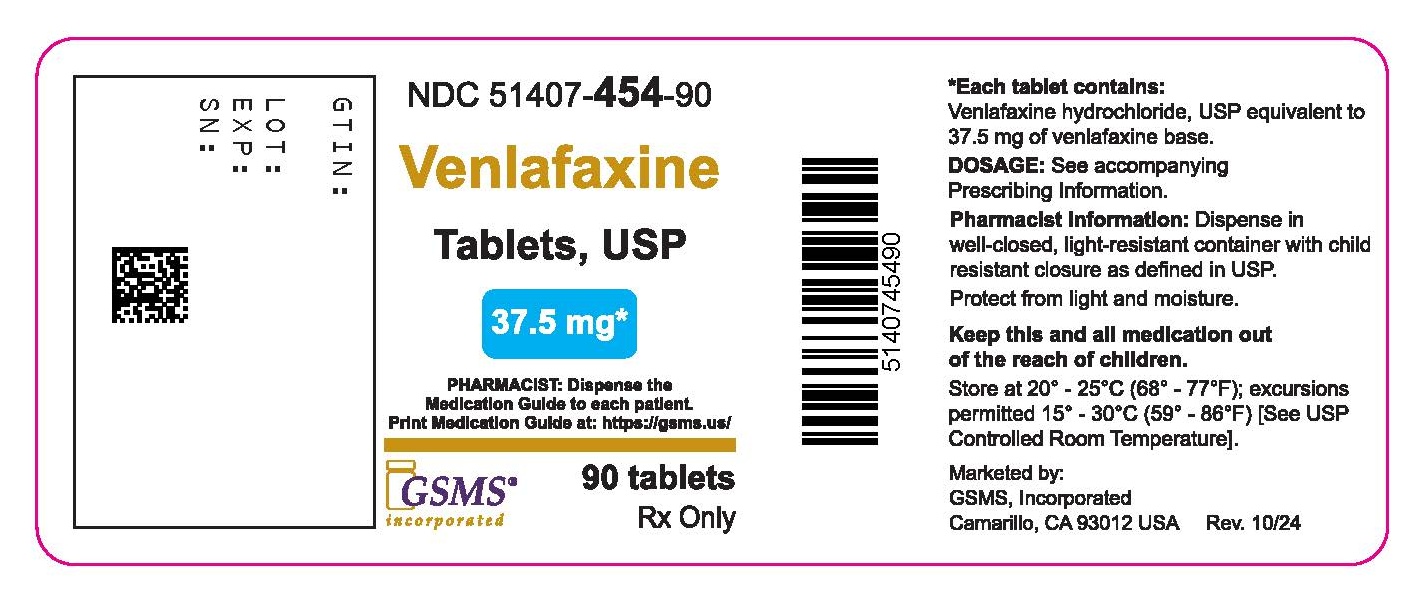 GTIN:
LOT:
EXP:
SN:
NDC 51407-454-90
Venlafaxine
Tablets, USP
37.5 mg*
PHARMACIST: Dispense the
Medication Guide to each patient.
Print Medication Guide at: https://gsms.us/
GSMS®
incorporated
90 tablets
Rx Only
5140745490
*Each tablet contains:
Venlafaxine hydrochloride, USP equivalent to
37.5 mg of venlafaxine base.
DOSAGE: See accompanying
Prescribing Information.
Pharmacist Information: Dispense in
well-closed, light-resistant container with child
resistant closure as defined in USP.
Protect from light and moisture.
Keep this and all medication out
of the reach of children.
Store at 20° - 25°C (68° - 77°F); excursions
permitted 15° - 30°C (59° - 86°F) [See USP
Controlled Room Temperature].
Marketed by:
GSMS, Incorporated
Camarillo, CA 93012 USA Rev. 10/24